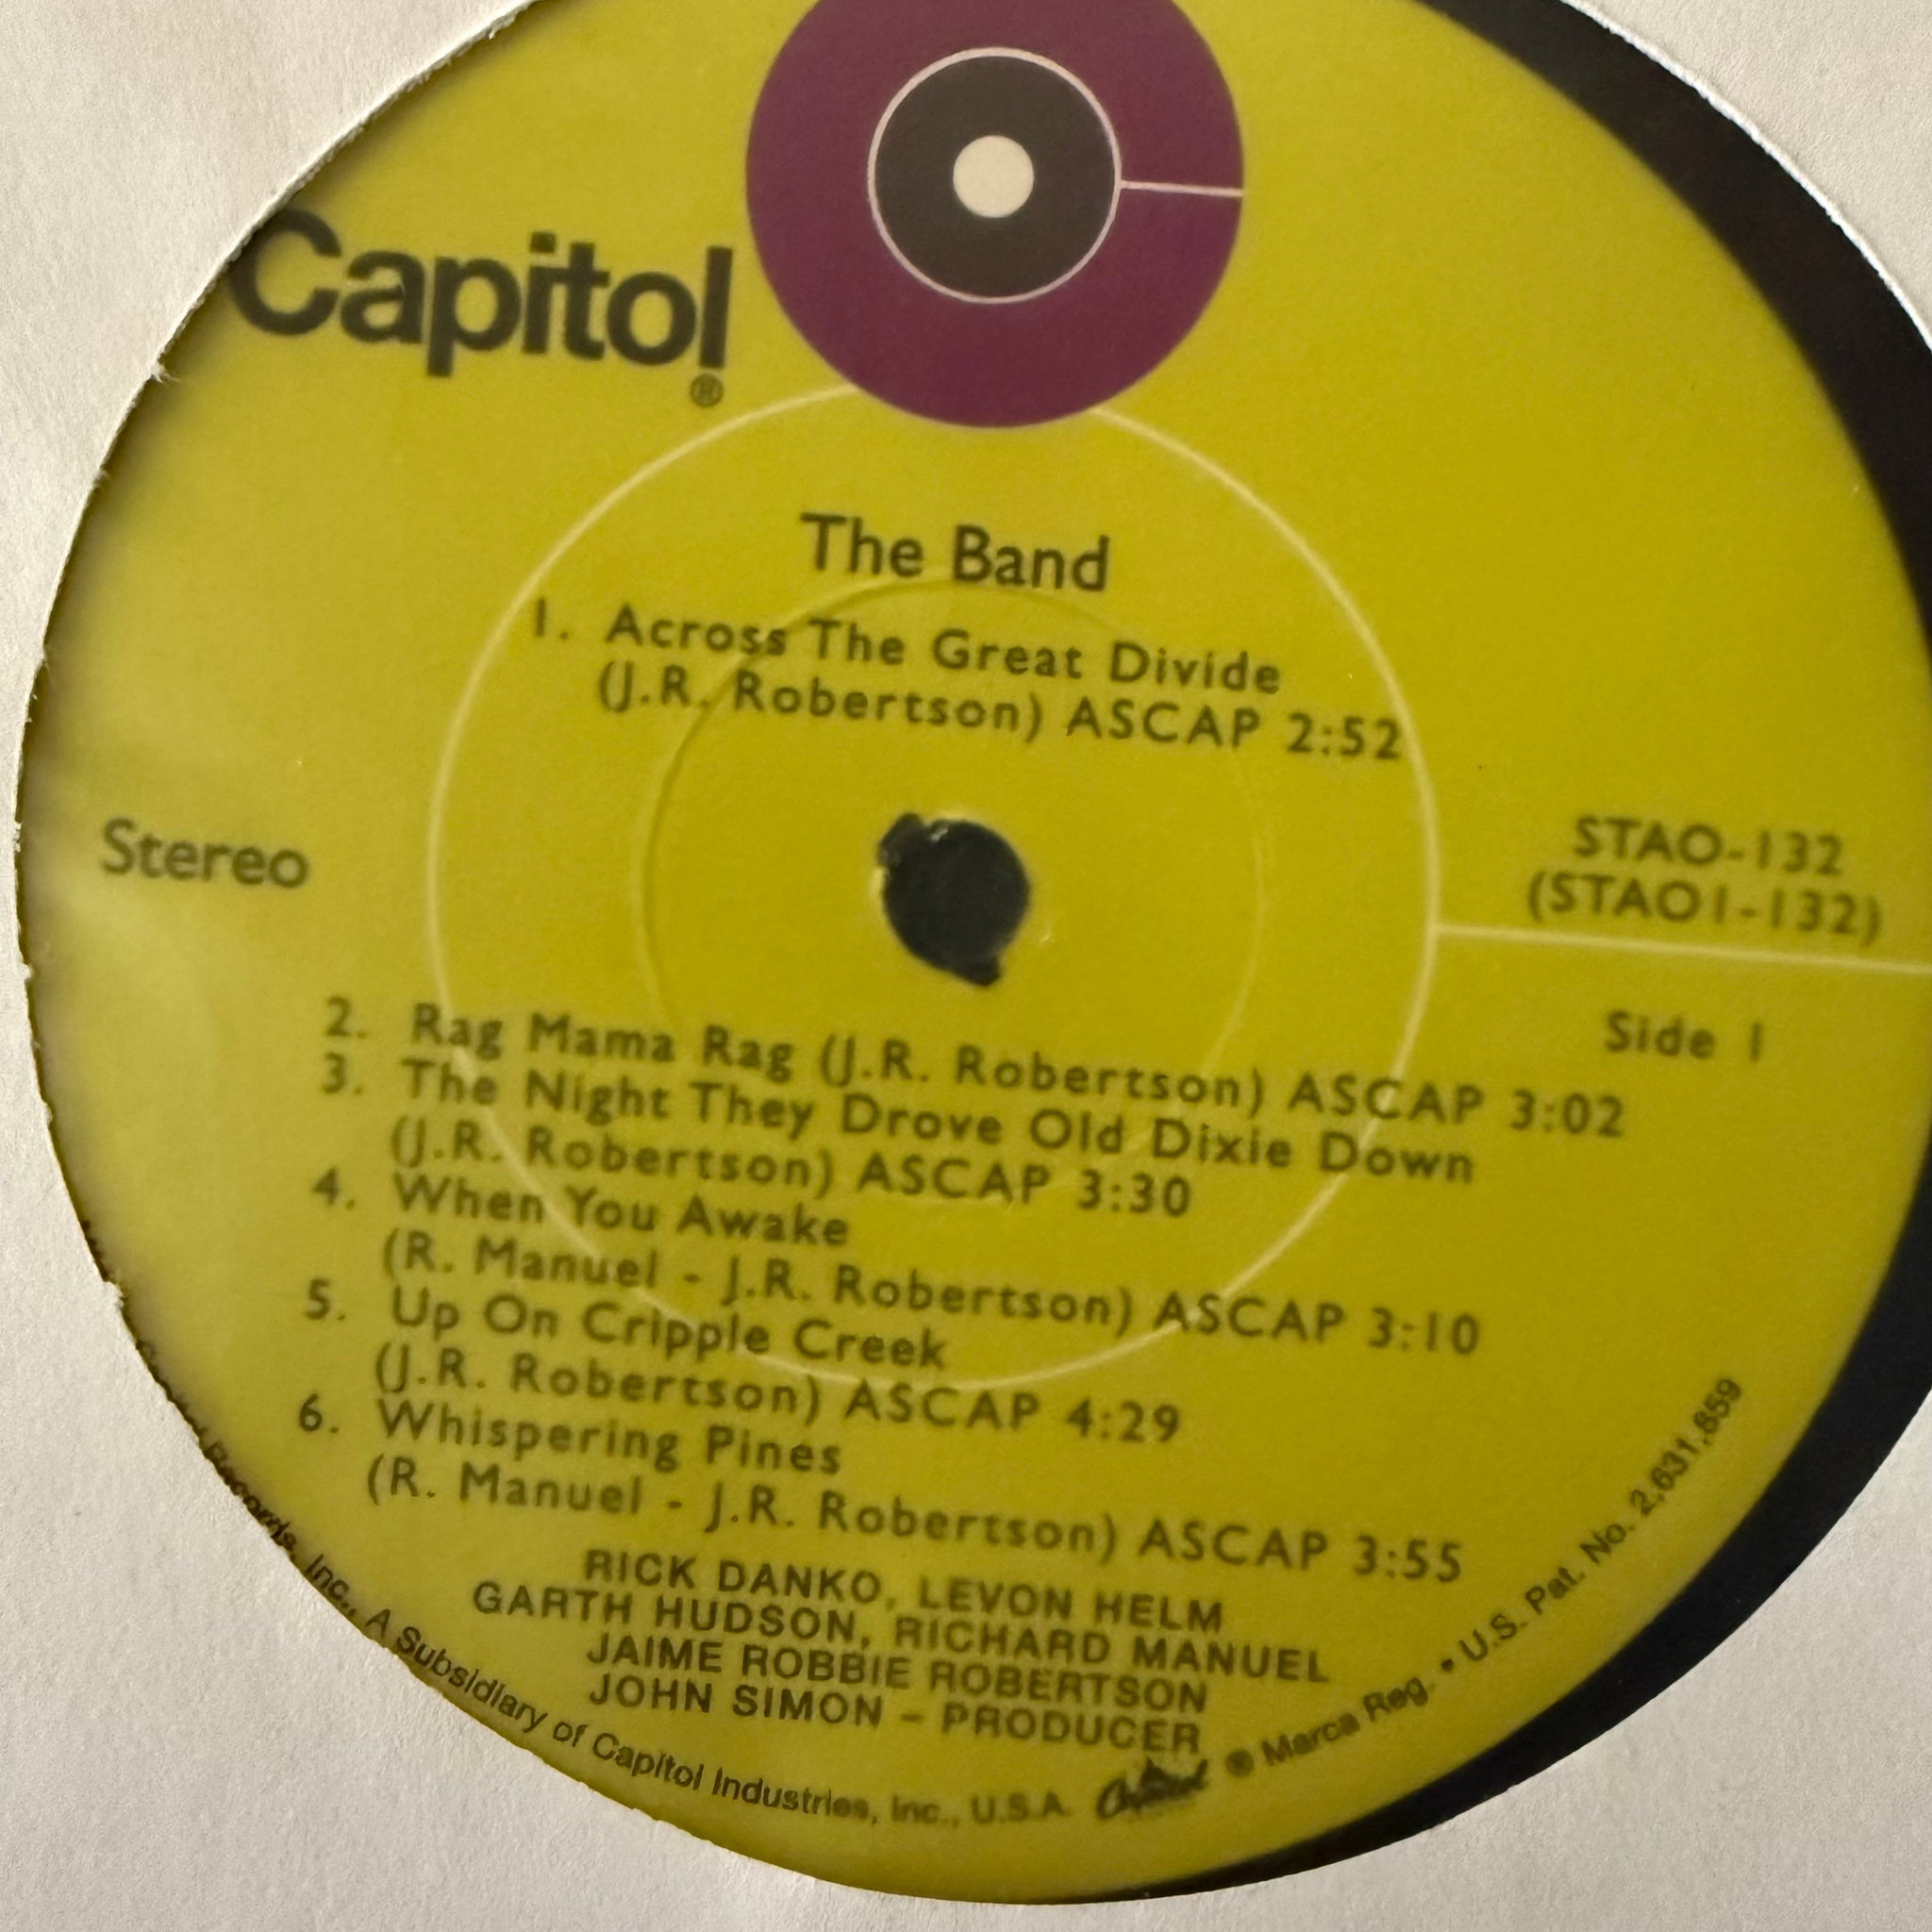 Capitol®
The Band
1. Across The Great Divide
(J.R. Robertson) ASCAP 2:52
Stereo
STAO-132
(STAO1-132)
Side 1
2. Rag Mama Rag (J.R. Robertson) ASCAP 3:02
3. The Night They Drove Old Dixie Down
(J.R. Robertson) ASCAP 3:30
4. When You Awake
(R. Manuel - J.R. Robertson) ASCAP 3:10
5. Up On Cripple Creek
(J.R. Robertson) ASCAP 4:29
6. Whispering Pines
(R. Manuel - J.R. Robertson) ASCAP 3:55
RICK DANKO, LEVON HELM
GARTH HUDSON, RICHARD MANUEL
JAIME ROBBIE ROBERTSON
JOHN SIMON – PRODUCER
Records, Inc., A Subsidiary of Capitol Industries, Inc., U.S.A. Capitol ® Marca Reg. • U.S. Pat. No. 2,631,859